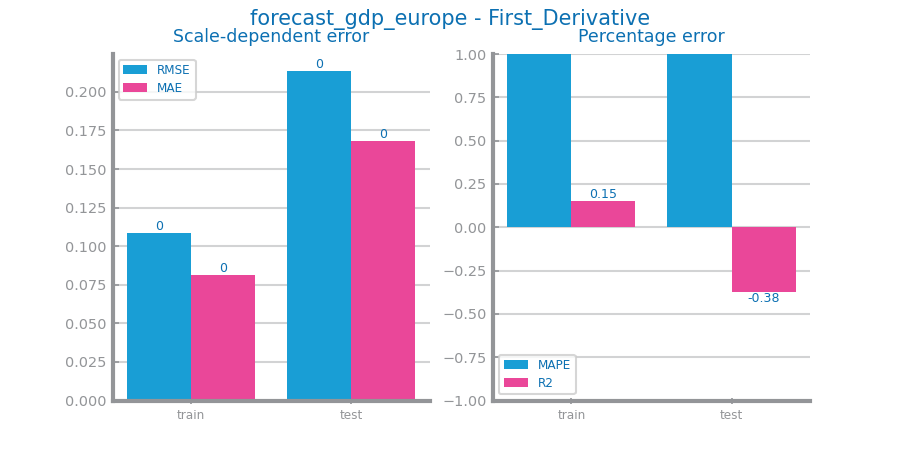 forecast_gdp_europe - First_Derivative
Scale-dependent error
Percentage error
RMSE
MAE
0.200
0.175
0.150
0.125
0.100
0.075
0.050
0.025
0.000
0
0
0
0
train
test
1.00
0.75
0.50
0.25
0.00
−0.25
−0.50
−0.75
−1.00
0.15
-0.38
MAPE
R2
train
test